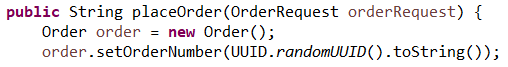 public String placeOrder(OrderRequest orderRequest) {
Order order = new Order();
order.setOrderNumber(UUID.randomUUID().toString());